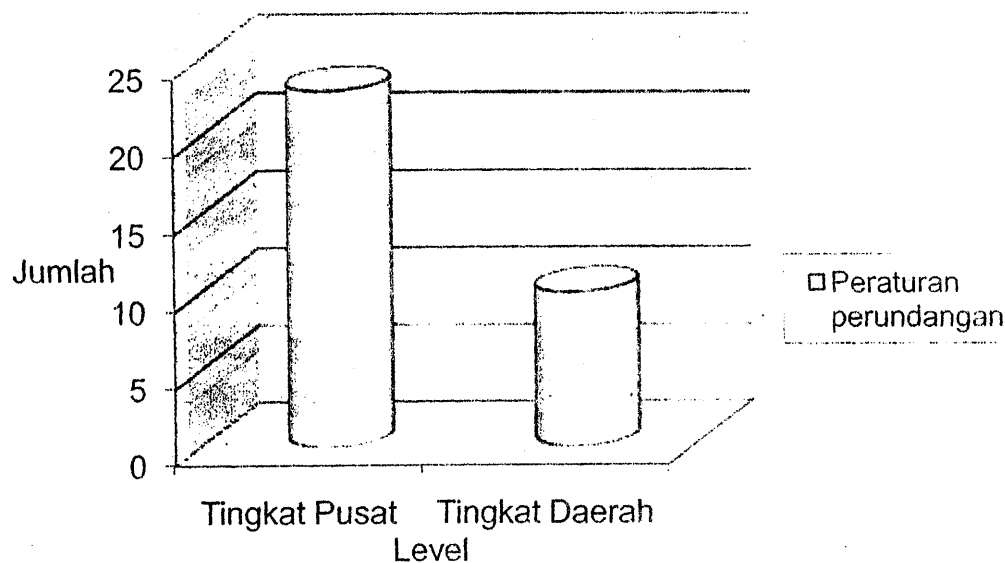 25
20
15
10
5
0
Jumlah
Tingkat Pusat
Tingkat Daerah
Level
Peraturan
perundangan